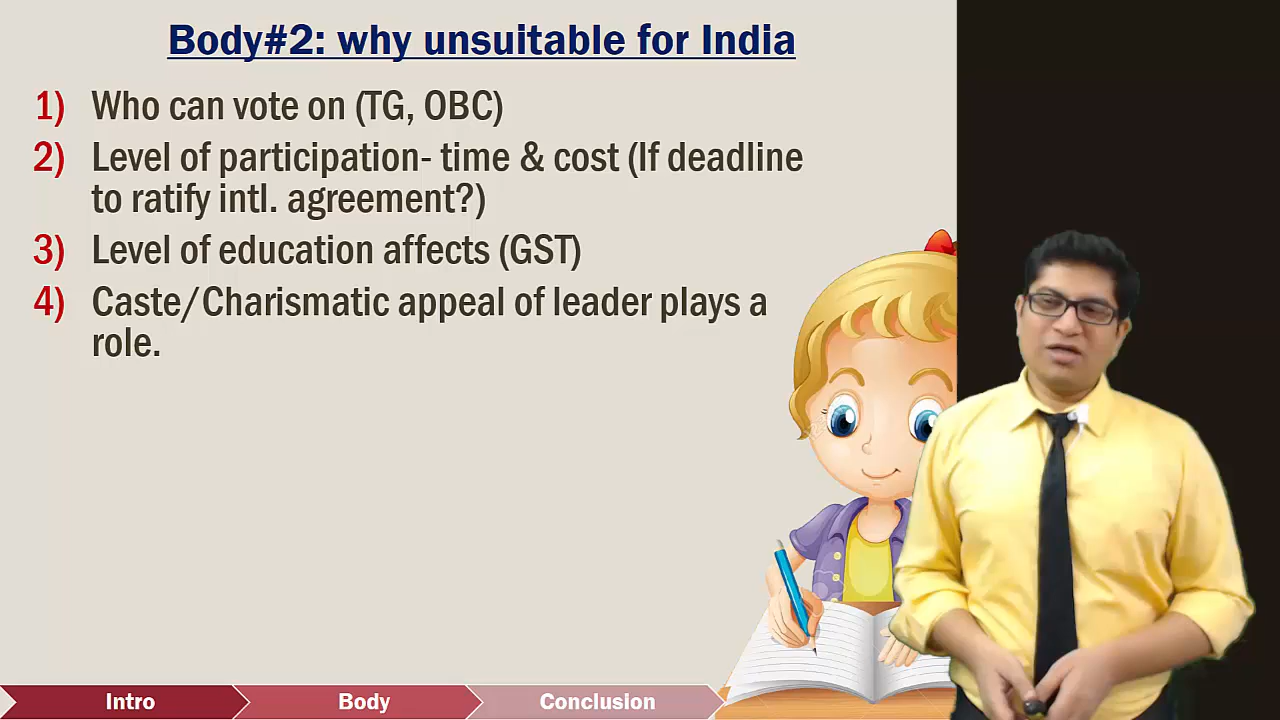 Body#2: why unsuitable for India
1) Who can vote on (TG, OBC)
2) Level of participation- time & cost (If deadline
to ratify intl. agreement?)
3) Level of education affects (GST)
4) Caste/Charismatic appeal of leader plays a
role.
Intro Body Conclusion